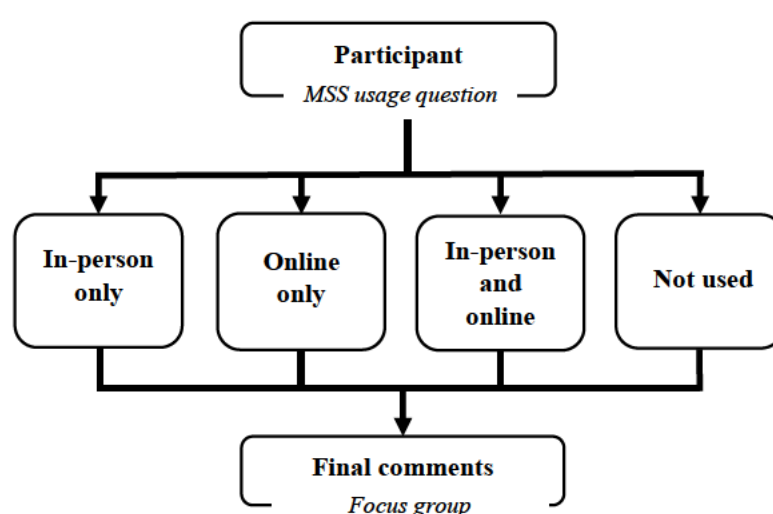 Participant
MSS usage question
In-person
only
Online
only
In-person
and
online
Not used
Final comments
Focus group